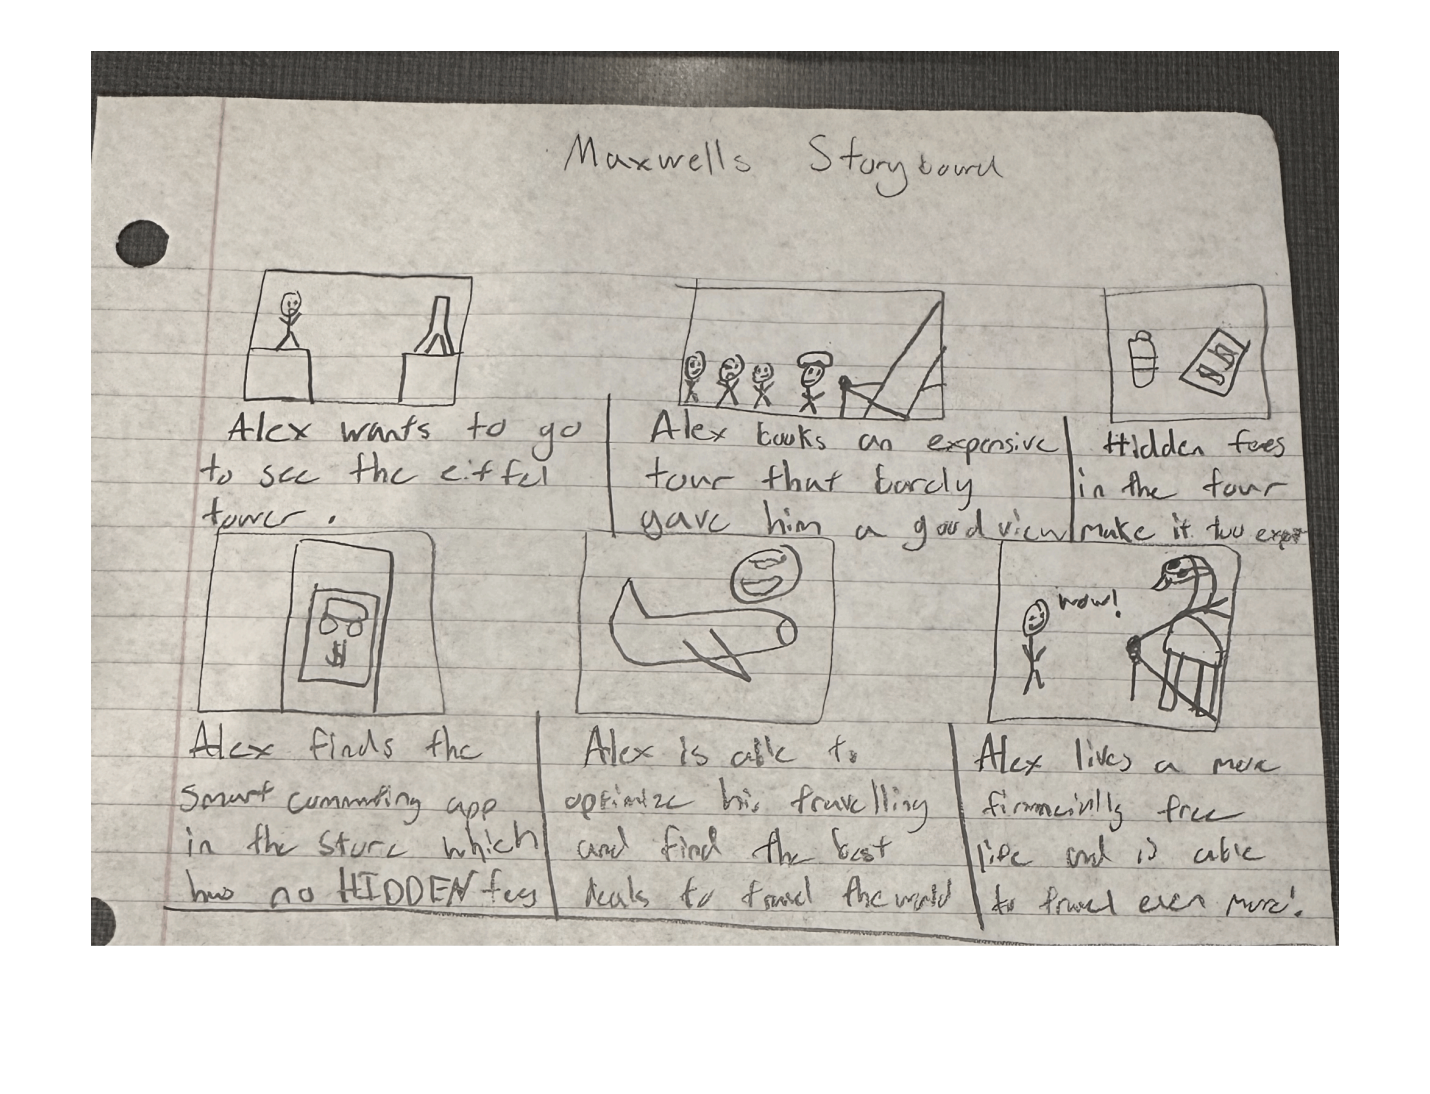 Maxwells Storyboard
Alex wants to go
to see the eiffel
tower.
Alex books an expensive
tour that barely
gave him a good view
Hidden fees
in the tour
make it too
wow!
$
Alex finds the
smart commuting app
in the store which
has no HIDDEN fees
Alex is able to
optimize his travelling
and find the best
deals to travel the world
Alex lives a more
financially free
life and is able
to travel even more!